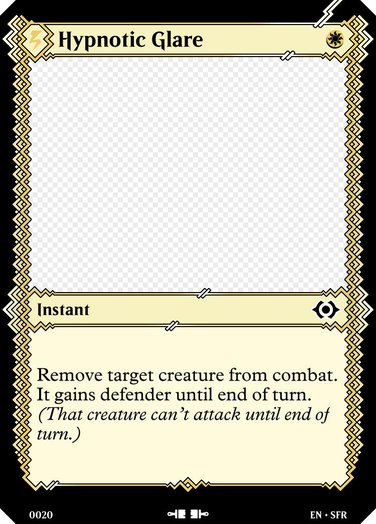 Hypnotic Glare
Instant
Remove target creature from combat.
It gains defender until end of turn.
(That creature can't attack until end of
turn.)
0020
EN • SFR